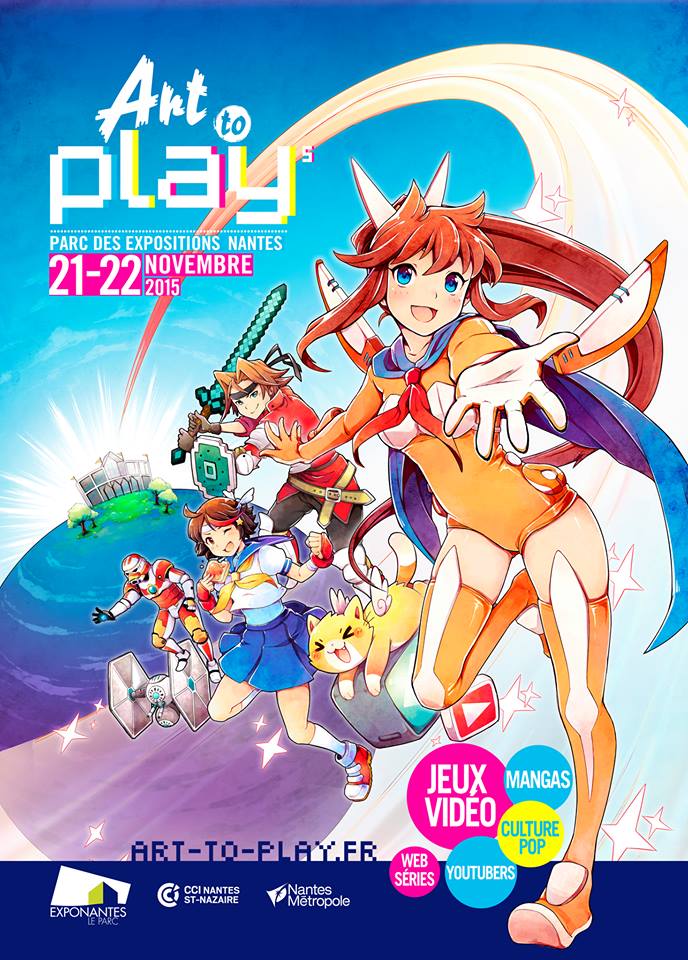 Art
to
play 5
PARC DES EXPOSITIONS NANTES
21-22 NOVEMBRE
2015
JEUX
VIDÉO
MANGAS
CULTURE
POP
WEB
SÉRIES
YOUTUBERS
ART-TO-PLAY.FR
EXPONANTES
LE PARC
CCI NANTES
ST-NAZAIRE
Nantes
Métropole